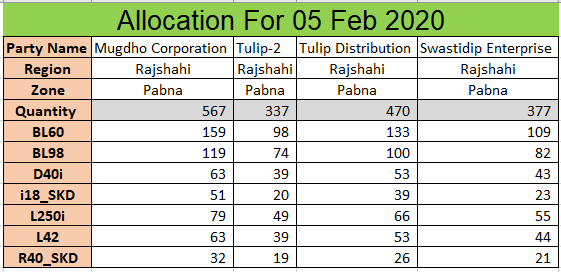 Allocation For 05 Feb 2020
Party Name Mugdho Corporation Tulip-2 Tulip Distribution Swastidip Enterprise
Region Rajshahi Rajshahi Rajshahi Rajshahi
Zone Pabna Pabna Pabna Pabna
Quantity 567 337 470 377
BL60 159 98 133 109
BL98 119 74 100 82
D40i 63 39 53 43
i18_SKD 51 20 39 23
L250i 79 49 66 55
L42 63 39 53 44
R40_SKD 32 19 26 21